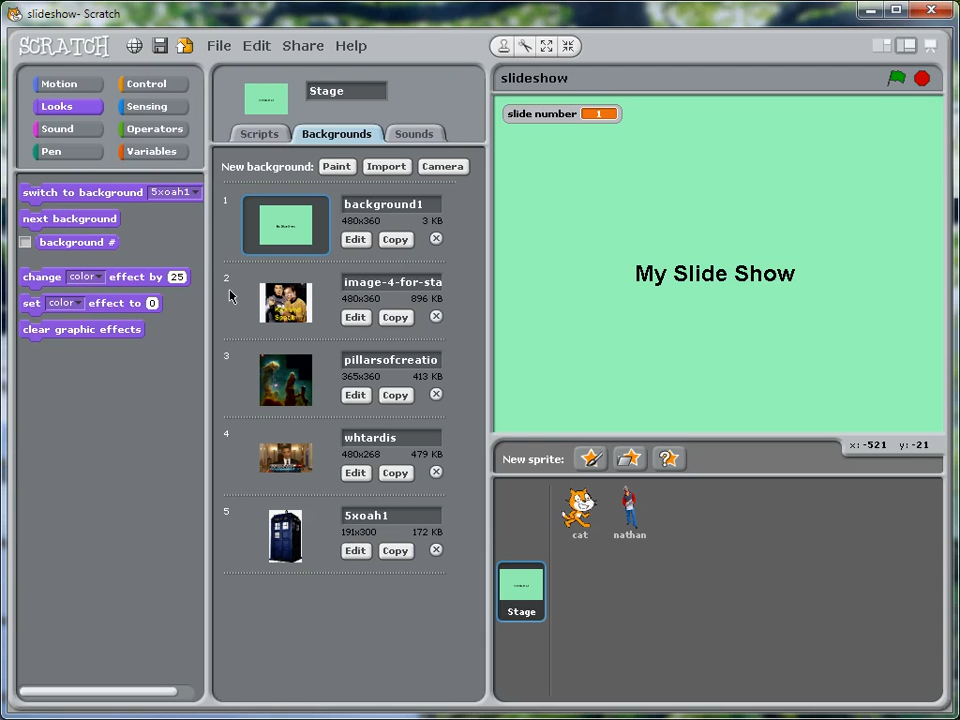 slideshow- Scratch
SCRATCH
File Edit Share Help
Motion Control
Looks Sensing
Sound Operators
Pen Variables
switch to background 5xoah1
next background
background #
change color effect by 25
set color effect to 0
clear graphic effects
Stage
Scripts Backgrounds Sounds
New background: Paint Import Camera
1
background1
480x360 3 KB
Edit Copy
2
image-4-for-sta
480x360 896 KB
Edit Copy
3
pillarsofcreatio
365x360 413 KB
Edit Copy
4
whtardis
480x268 479 KB
Edit Copy
5
5xoah1
191x300 172 KB
Edit Copy
slideshow
slide number 1
My Slide Show
x: -521 y: -21
New sprite:
cat nathan
Stage